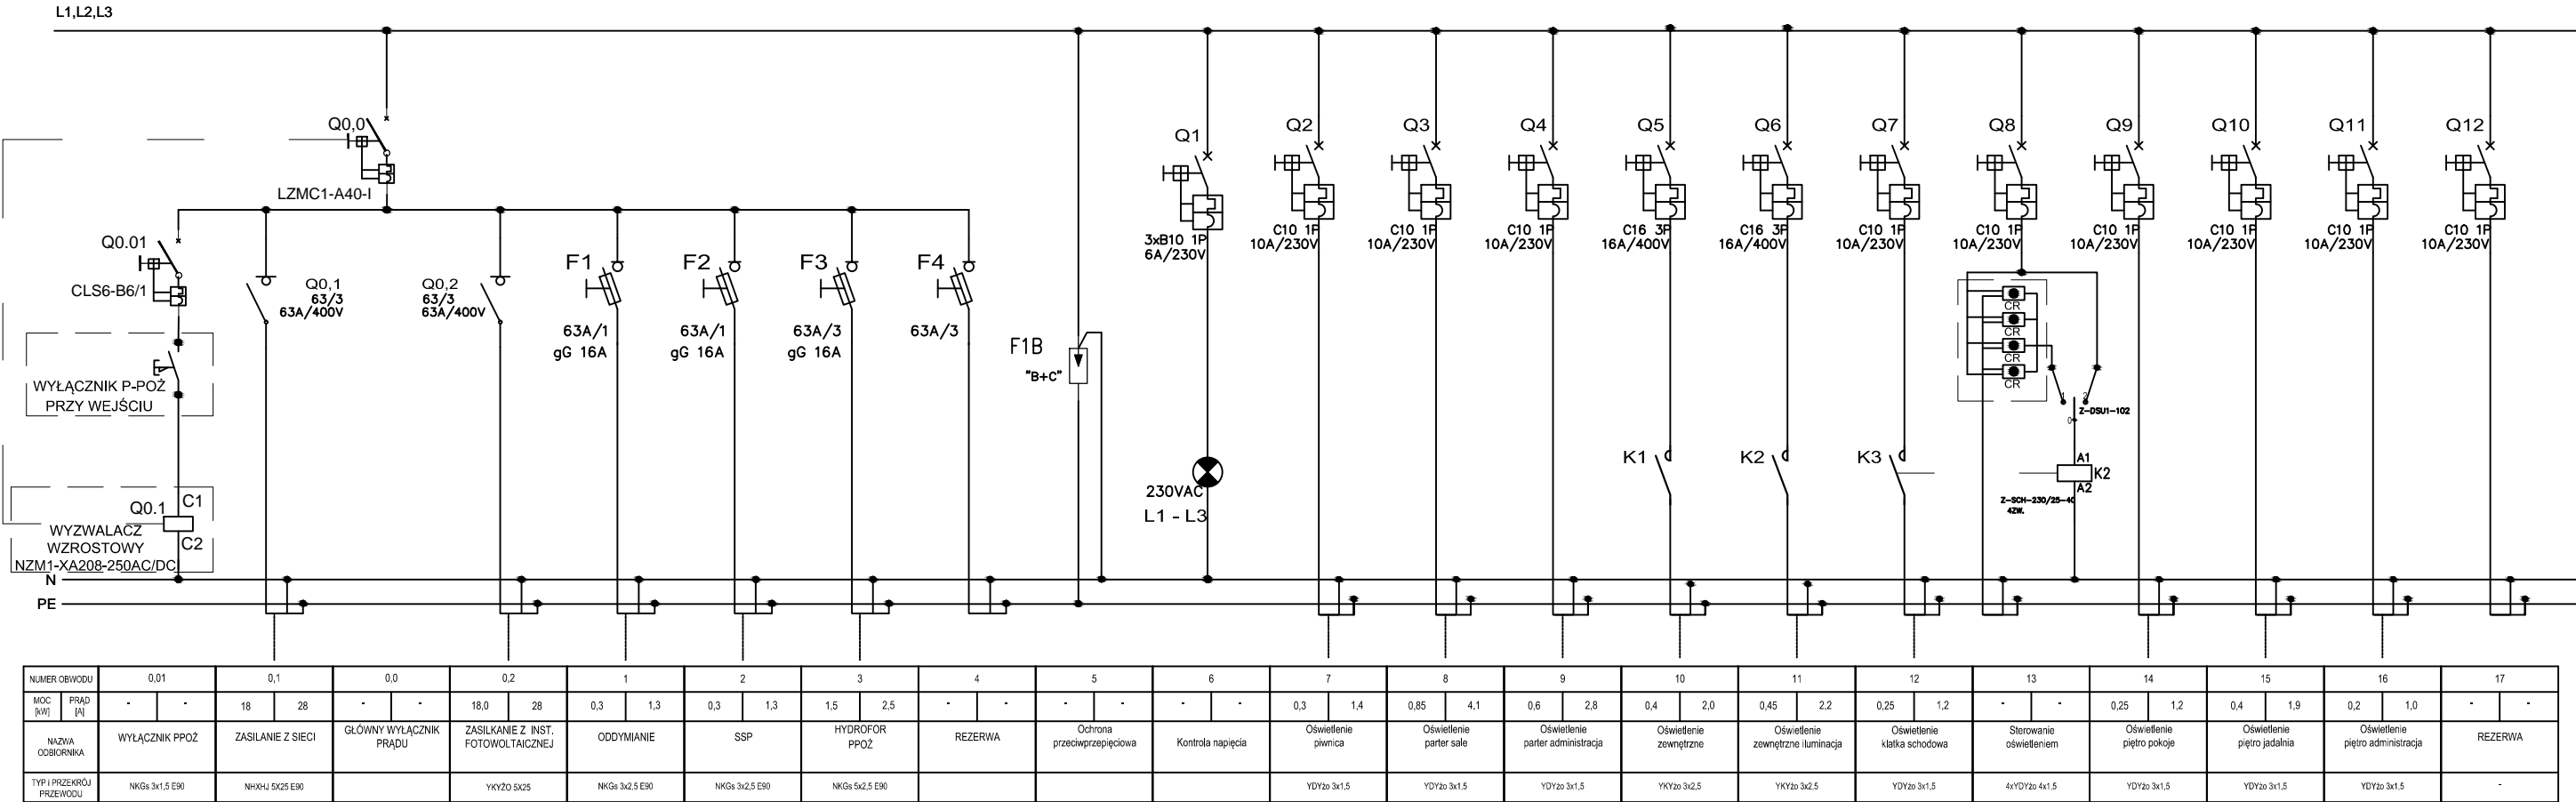 L1,L2,L3
Q0,0
LZMC1-A40-I
Q0.01
CLS6-B6/1
WYŁĄCZNIK P-POŻ
PRZY WEJŚCIU
Q0.1
C1
C2
WYZWALACZ
WZROSTOWY
NZM1-XA208-250AC/DC
N
PE
Q0,1
63/3
63A/400V
Q0,2
63/3
63A/400V
F1
63A/1
gG 16A
F2
63A/1
gG 16A
F3
63A/3
gG 16A
F4
63A/3
F1B
"B+C"
Q1
3xB10 1P
6A/230V
230VAC
L1 - L3
Q2
C10 1P
10A/230V
Q3
C10 1P
10A/230V
Q4
C10 1P
10A/230V
Q5
C16 3P
16A/400V
K1
Q6
C16 3P
16A/400V
K2
Q7
C10 1P
10A/230V
K3
Q8
C10 1P
10A/230V
CR
CR
CR
CR
1
2
Z-DSU1-102
0
A1
K2
A2
Z-SCH-230/25-40
4ZW.
Q9
C10 1P
10A/230V
Q10
C10 1P
10A/230V
Q11
C10 1P
10A/230V
Q12
C10 1P
10A/230V
NUMER OBWODU 0,01 0,1 0,0 0,2 1 2 3 4 5 6 7 8 9 10 11 12 13 14 15 16 17
MOC [kW] PRĄD [A] - - 18 28 - - 18,0 28 0,3 1,3 0,3 1,3 1,5 2,5 - - - - - - 0,3 1,4 0,85 4,1 0,6 2,8 0,4 2,0 0,45 2,2 0,25 1,2 - - 0,25 1,2 0,4 1,9 0,2 1,0 - -
NAZWA ODBIORNIKA
WYŁĄCZNIK PPOŻ
ZASILANIE Z SIECI
GŁÓWNY WYŁĄCZNIK
PRĄDU
ZASILKANIE Z INST.
FOTOWOLTAICZNEJ
ODDYMIANIE
SSP
HYDROFOR
PPOŻ
REZERWA
Ochrona
przeciwprzepięciowa
Kontrola napięcia
Oświetlenie
piwnica
Oświetlenie
parter sale
Oświetlenie
parter administracja
Oświetlenie
zewnętrzne
Oświetlenie
zewnętrzne iluminacja
Oświetlenie
klatka schodowa
Sterowanie
oświetleniem
Oświetlenie
piętro pokoje
Oświetlenie
piętro jadalnia
Oświetlenie
piętro administracja
REZERWA
TYP i PRZEKRÓJ
PRZEWODU
NKGs 3x1,5 E90
NHXHJ 5X25 E90
YKYŻO 5X25
NKGs 3x2,5 E90
NKGs 3x2,5 E90
NKGs 5x2,5 E90
YDYżo 3x1,5
YDYżo 3x1,5
YDYżo 3x1,5
YKYżo 3x2,5
YKYżo 3x2,5
YDYżo 3x1,5
4xYDYżo 4x1,5
YDYżo 3x1,5
YDYżo 3x1,5
YDYżo 3x1,5
-